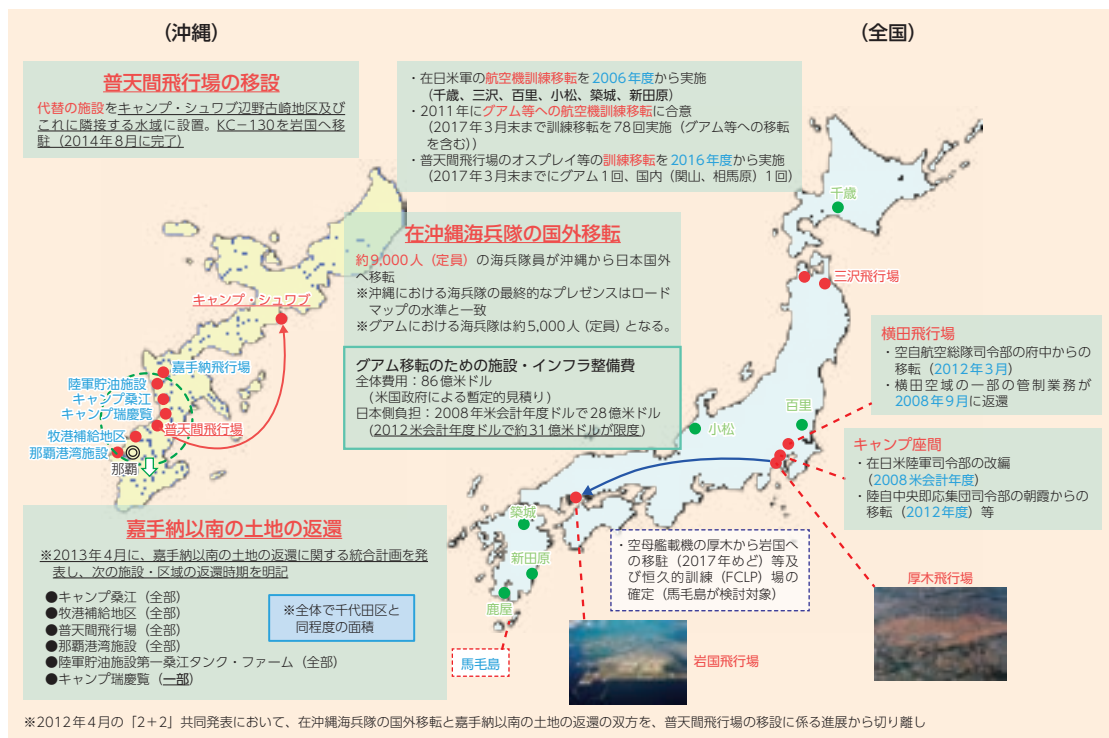 (沖縄)
(全国)
普天間飛行場の移設
代替の施設をキャンプ・シュワブ辺野古崎地区及び
これに隣接する水域に設置。KC−130を岩国へ移
駐(2014年8月に完了)
・在日米軍の航空機訓練移転を2006年度から実施
(千歳、三沢、百里、小松、築城、新田原)
・2011年にグアム等への航空機訓練移転に合意
(2017年3月末まで訓練移転を78回実施(グアム等への移転
を含む))
・普天間飛行場のオスプレイ等の訓練移転を2016年度から実施
(2017年3月末までにグアム1回、国内(関山、相馬原)1回)
在沖縄海兵隊の国外移転
約9,000人(定員)の海兵隊員が沖縄から日本国外
へ移転
※沖縄における海兵隊の最終的なプレゼンスはロード
マップの水準と一致
※グアムにおける海兵隊は約5,000人(定員)となる。
グアム移転のための施設・インフラ整備費
全体費用:86億米ドル
(米国政府による暫定的見積り)
日本側負担:2008年米会計年度ドルで28億米ドル
(2012米会計年度ドルで約31億米ドルが限度)
キャンプ・シュワブ
嘉手納飛行場
陸軍貯油施設
キャンプ桑江
キャンプ瑞慶覧
普天間飛行場
牧港補給地区
那覇港湾施設
那覇
千歳
三沢飛行場
横田飛行場
・空自航空総隊司令部の府中からの
移転(2012年3月)
・横田空域の一部の管制業務が
2008年9月に返還
百里
小松
キャンプ座間
・在日米陸軍司令部の改編
(2008米会計年度)
・陸自中央即応集団司令部の朝霞からの
移転(2012年度)等
嘉手納以南の土地の返還
※2013年4月に、嘉手納以南の土地の返還に関する統合計画を発
表し、次の施設・区域の返還時期を明記
●キャンプ桑江(全部)
●牧港補給地区(全部)
●普天間飛行場(全部)
●那覇港湾施設(全部)
●陸軍貯油施設第一桑江タンク・ファーム(全部)
●キャンプ瑞慶覧(一部)
※全体で千代田区と
同程度の面積
築城
新田原
鹿屋
馬毛島
・空母艦載機の厚木から岩国へ
の移駐(2017年めど)等及
び恒久的訓練(FCLP)場の
確定(馬毛島が検討対象)
岩国飛行場
厚木飛行場
※2012年4月の「2+2」共同発表において、在沖縄海兵隊の国外移転と嘉手納以南の土地の返還の双方を、普天間飛行場の移設に係る進展から切り離し